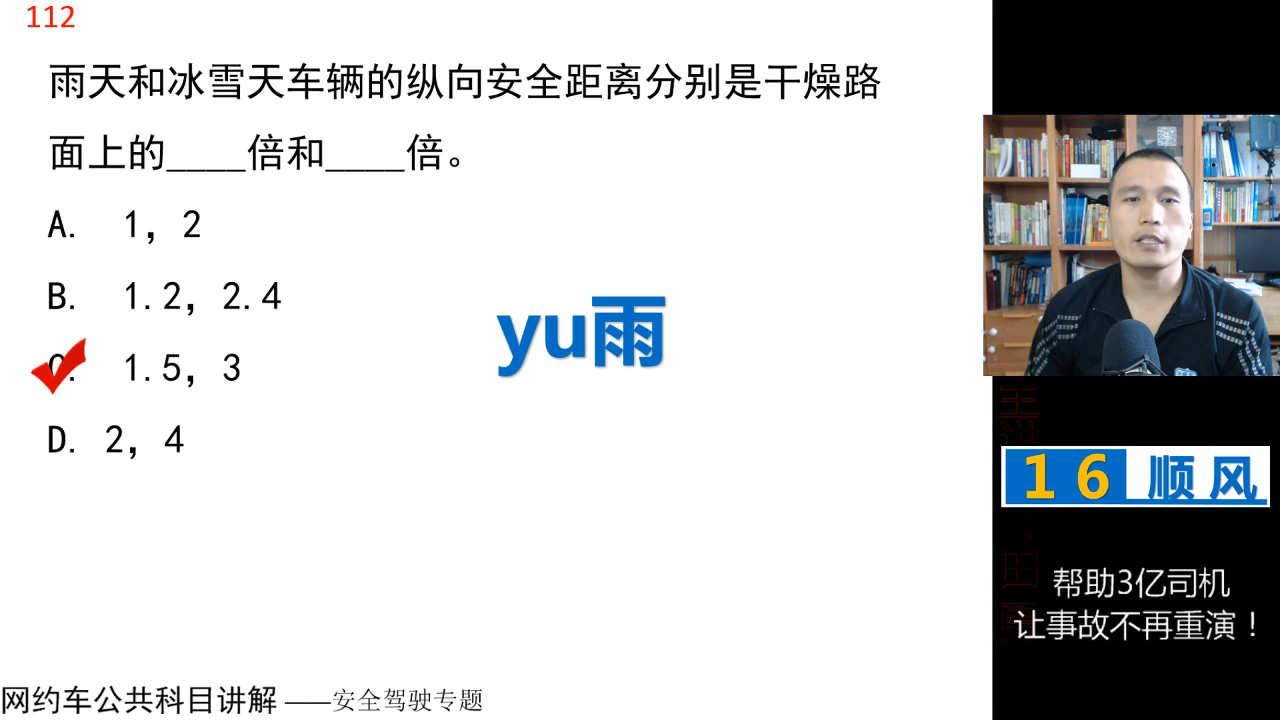 112
雨天和冰雪天车辆的纵向安全距离分别是干燥路
面上的____倍和____倍。
A. 1，2
B. 1.2，2.4
C. 1.5，3
D. 2，4
yu雨
16顺风
帮助3亿司机
让事故不再重演！
网约车公共科目讲解 ——安全驾驶专题